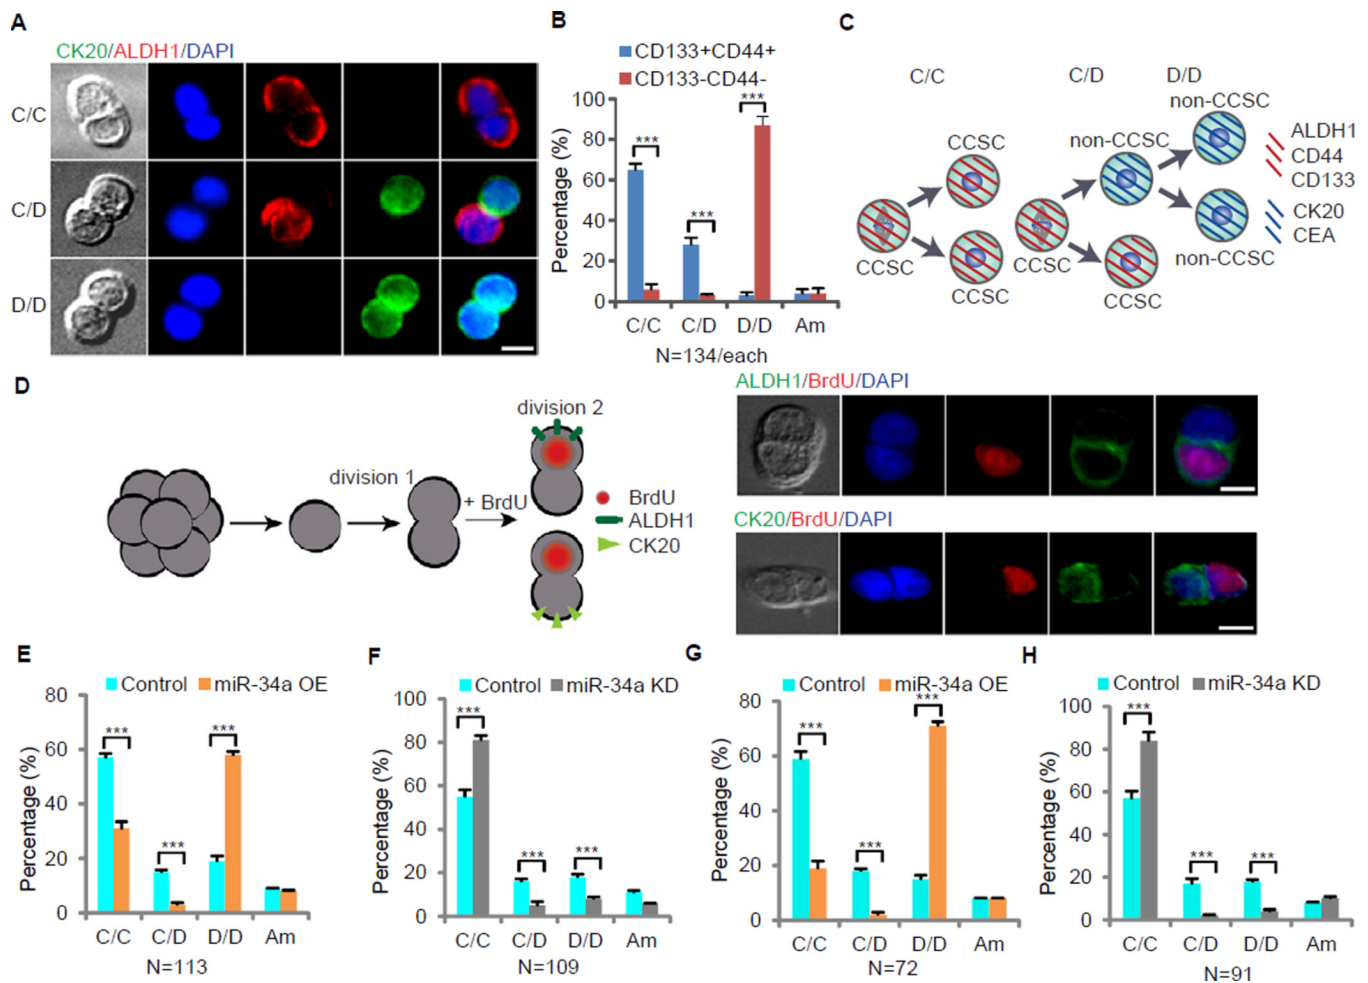 A
CK20/ALDH1/DAPI
C/C
C/D
D/D
B
CD133+CD44+
CD133-CD44-
Percentage (%)
100
80
60
40
20
0
***
***
***
C/C C/D D/D Am
N=134/each
C
C/C C/D D/D
non-CCSC
CCSC
non-CCSC
ALDH1
CD44
CD133
CCSC
CCSC
CCSC
CCSC
non-CCSC
CK20
CEA
D
division 1
+ BrdU
division 2
BrdU
ALDH1
CK20
ALDH1/BrdU/DAPI
CK20/BrdU/DAPI
E
Control miR-34a OE
Percentage (%)
80
60
40
20
0
***
***
***
C/C C/D D/D Am
N=113
F
Control miR-34a KD
Percentage (%)
100
80
60
40
20
0
***
***
***
C/C C/D D/D Am
N=109
G
Control miR-34a OE
Percentage (%)
80
60
40
20
0
***
***
***
C/C C/D D/D Am
N=72
H
Control miR-34a KD
Percentage (%)
100
80
60
40
20
0
***
***
***
C/C C/D D/D Am
N=91